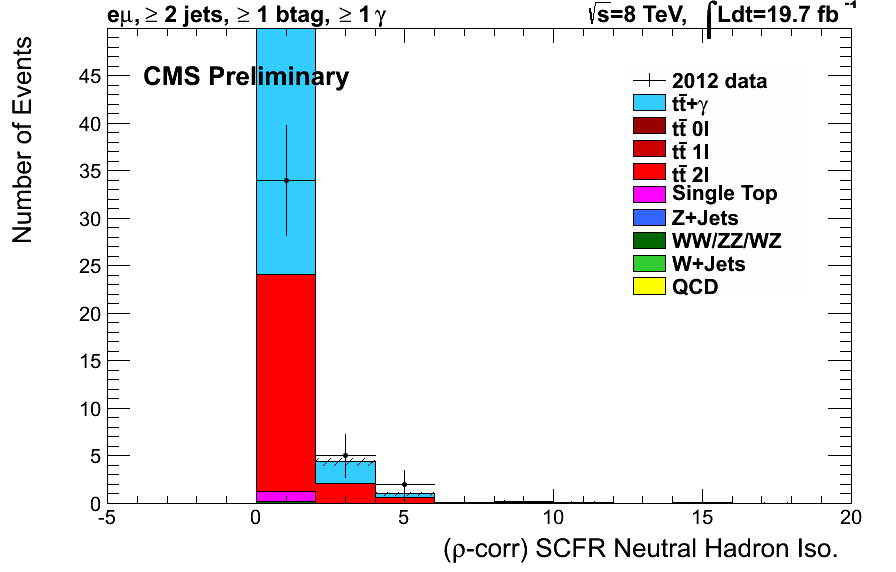 eμ, ≥ 2 jets, ≥ 1 btag, ≥ 1 γ
√s=8 TeV, ∫Ldt=19.7 fb⁻¹
CMS Preliminary
2012 data
tt̄+γ
tt̄ 0l
tt̄ 1l
tt̄ 2l
Single Top
Z+Jets
WW/ZZ/WZ
W+Jets
QCD
Number of Events
45
40
35
30
25
20
15
10
5
0
-5 0 5 10 15 20
(ρ-corr) SCFR Neutral Hadron Iso.